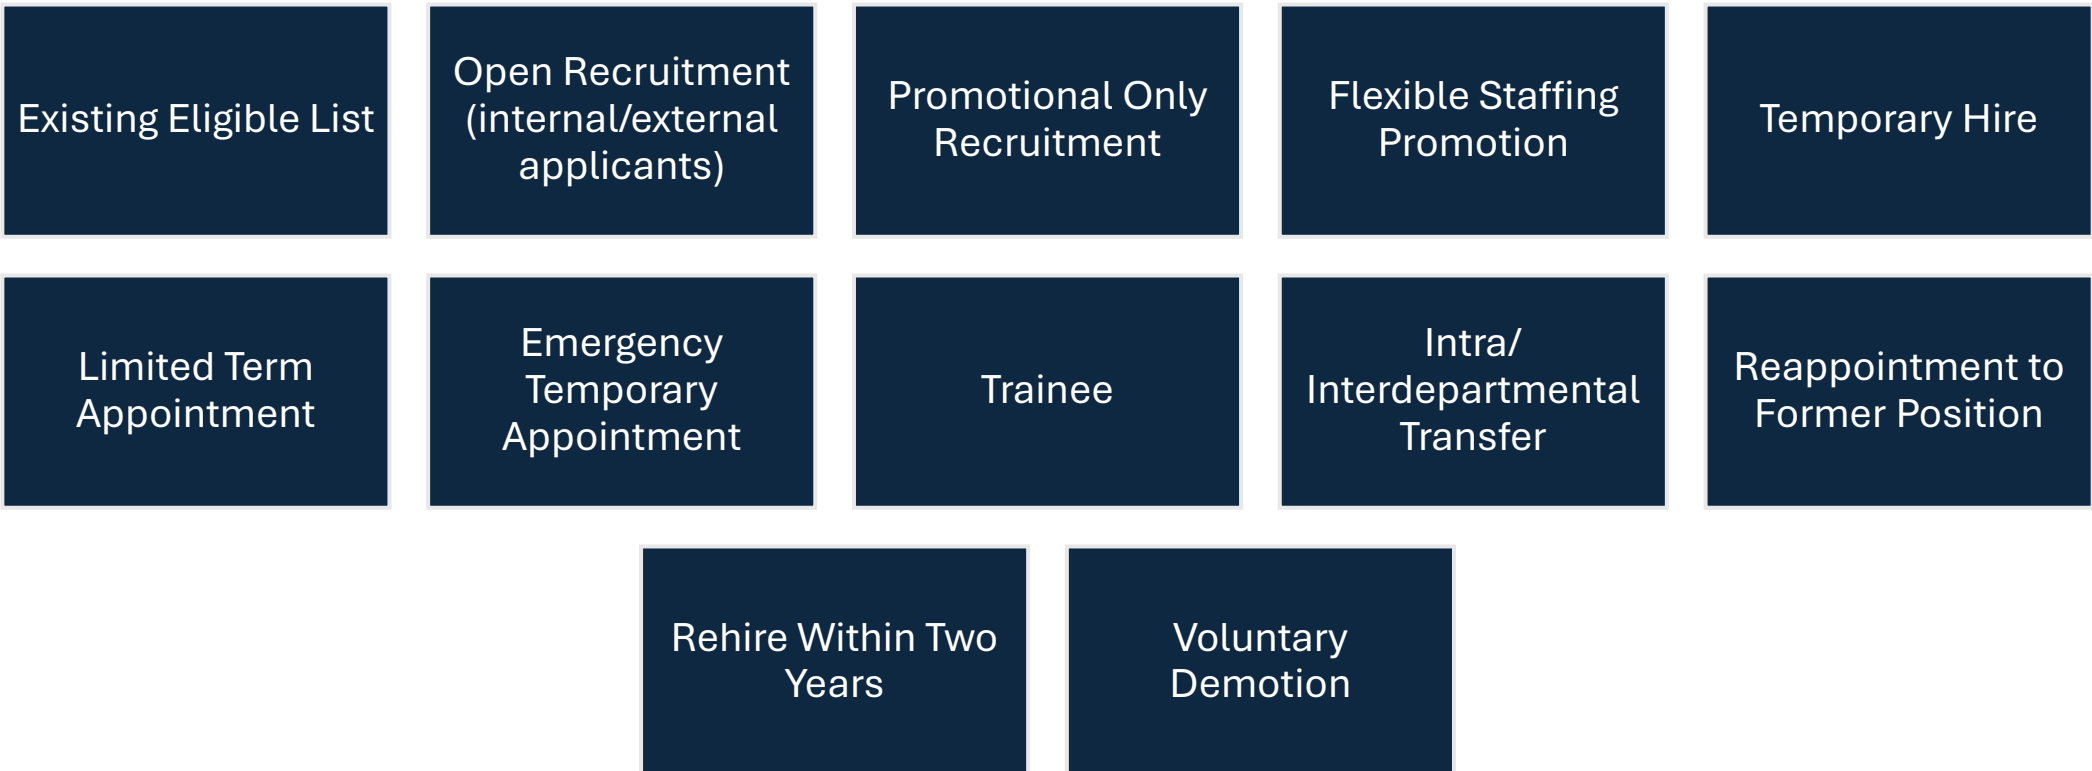 Existing Eligible List
Open Recruitment
(internal/external
applicants)
Promotional Only
Recruitment
Flexible Staffing
Promotion
Temporary Hire
Limited Term
Appointment
Emergency
Temporary
Appointment
Trainee
Intra/
Interdepartmental
Transfer
Reappointment to
Former Position
Rehire Within Two
Years
Voluntary
Demotion